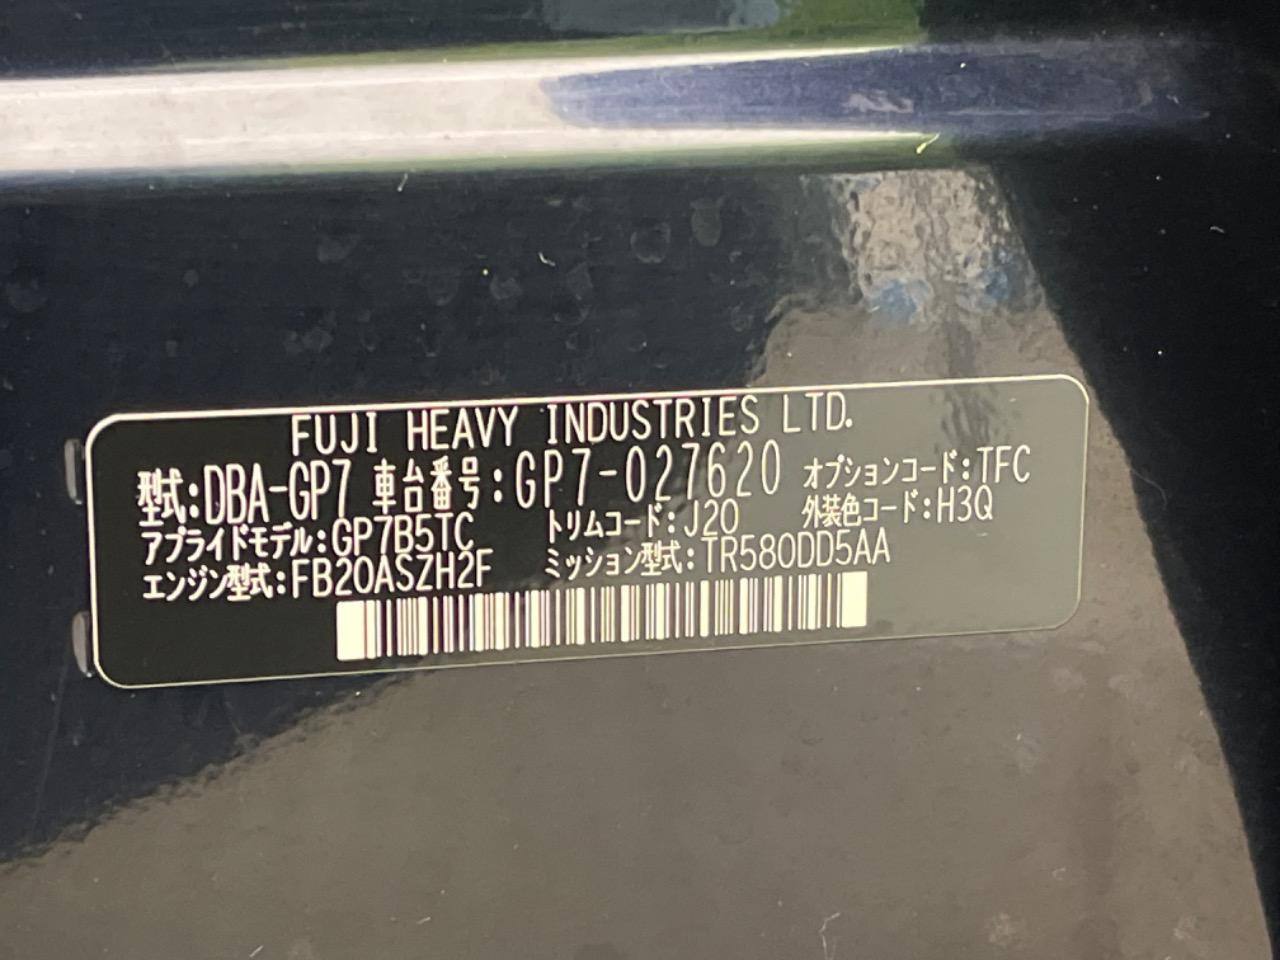 FUJI HEAVY INDUSTRIES LTD.
型式:DBA-GP7 車台番号:GP7-027620 オプションコード:TFC
アプライドモデル:GP7B5TC トリムコード:J20 外装色コード:H3Q
エンジン型式:FB20ASZH2F ミッション型式:TR580DD5AA